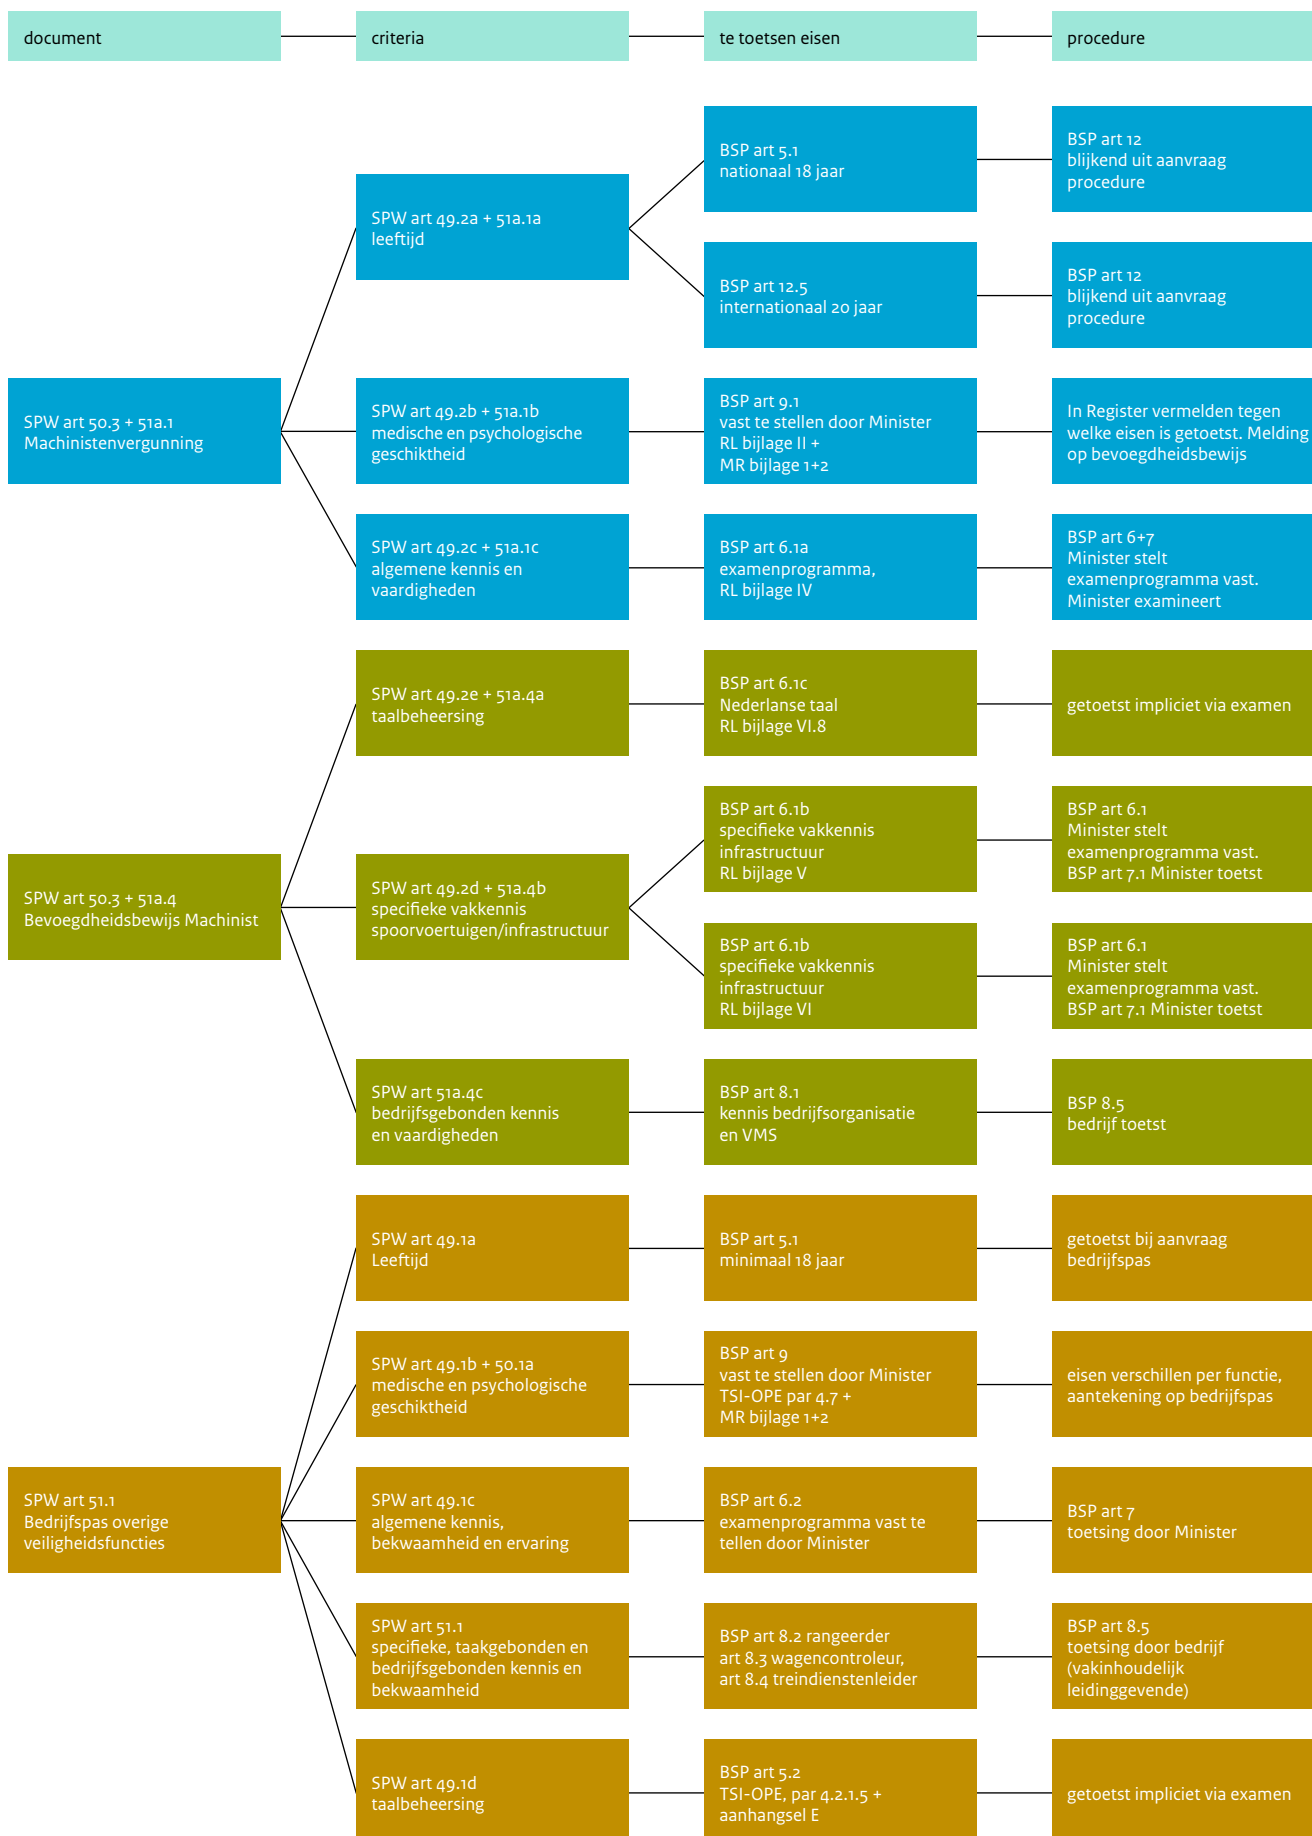 document
criteria
te toetsen eisen
procedure
BSP art 5.1
nationaal 18 jaar
BSP art 12
blijkend uit aanvraag
procedure
SPW art 49.2a + 51a.1a
leeftijd
BSP art 12.5
internationaal 20 jaar
BSP art 12
blijkend uit aanvraag
procedure
SPW art 50.3 + 51a.1
Machinistenvergunning
SPW art 49.2b + 51a.1b
medische en psychologische
geschiktheid
BSP art 9.1
vast te stellen door Minister
RL bijlage II +
MR bijlage 1+2
In Register vermelden tegen
welke eisen is getoetst. Melding
op bevoegdheidsbewijs
SPW art 49.2c + 51a.1c
algemene kennis en
vaardigheden
BSP art 6.1a
examenprogramma,
RL bijlage IV
BSP art 6+7
Minister stelt
examenprogramma vast.
Minister examineert
SPW art 49.2e + 51a.4a
taalbeheersing
BSP art 6.1c
Nederlanse taal
RL bijlage VI.8
getoetst impliciet via examen
BSP art 6.1b
specifieke vakkennis
infrastructuur
RL bijlage V
BSP art 6.1
Minister stelt
examenprogramma vast.
BSP art 7.1 Minister toetst
SPW art 50.3 + 51a.4
Bevoegdheidsbewijs Machinist
SPW art 49.2d + 51a.4b
specifieke vakkennis
spoorvoertuigen/infrastructuur
BSP art 6.1b
specifieke vakkennis
infrastructuur
RL bijlage VI
BSP art 6.1
Minister stelt
examenprogramma vast.
BSP art 7.1 Minister toetst
SPW art 51a.4c
bedrijfsgebonden kennis
en vaardigheden
BSP art 8.1
kennis bedrijfsorganisatie
en VMS
BSP 8.5
bedrijf toetst
SPW art 49.1a
Leeftijd
BSP art 5.1
minimaal 18 jaar
getoetst bij aanvraag
bedrijfspas
SPW art 49.1b + 50.1a
medische en psychologische
geschiktheid
BSP art 9
vast te stellen door Minister
TSI-OPE par 4.7 +
MR bijlage 1+2
eisen verschillen per functie,
aantekening op bedrijfspas
SPW art 51.1
Bedrijfspas overige
veiligheidsfuncties
SPW art 49.1c
algemene kennis,
bekwaamheid en ervaring
BSP art 6.2
examenprogramma vast te
tellen door Minister
BSP art 7
toetsing door Minister
SPW art 51.1
specifieke, taakgebonden en
bedrijfsgebonden kennis en
bekwaamheid
BSP art 8.2 rangeerder
art 8.3 wagencontroleur,
art 8.4 treindienstenleider
BSP art 8.5
toetsing door bedrijf
(vakinhoudelijk
leidinggevende)
SPW art 49.1d
taalbeheersing
BSP art 5.2
TSI-OPE, par 4.2.1.5 +
aanhangsel E
getoetst impliciet via examen